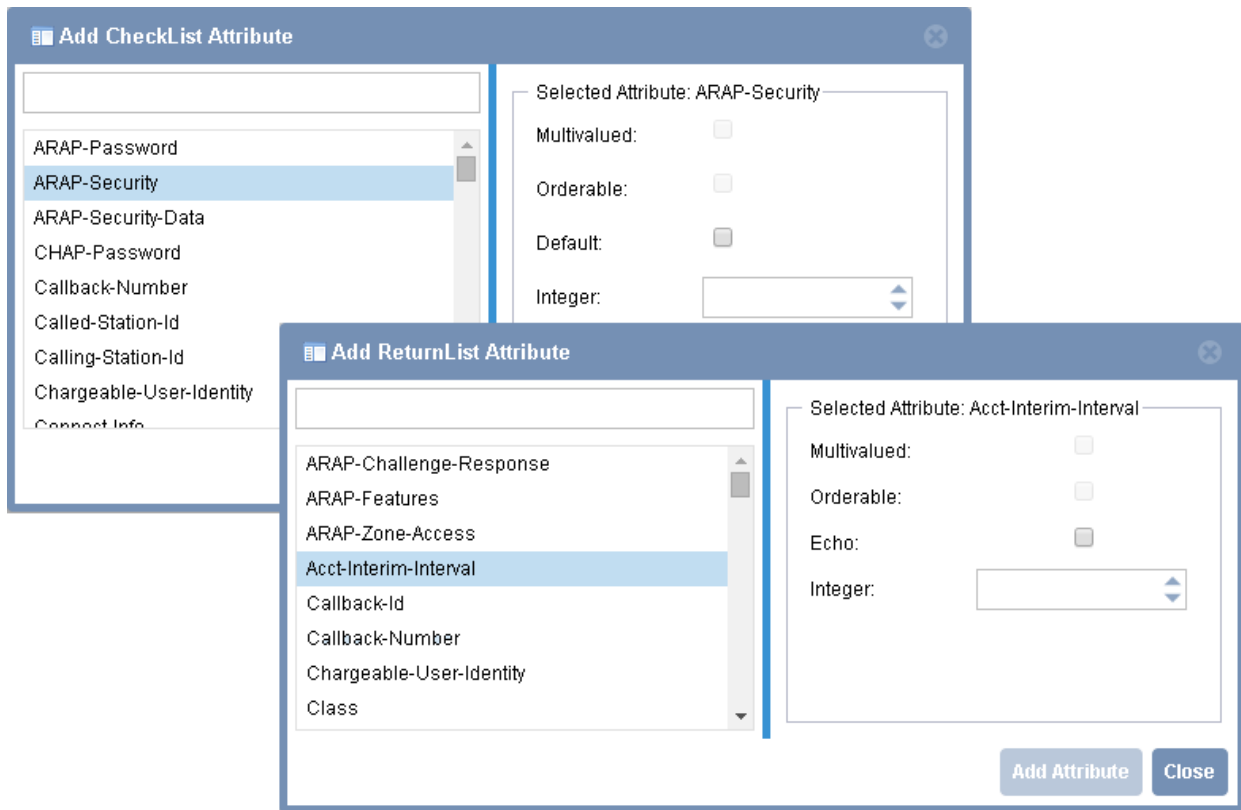 Add CheckList Attribute
ARAP-Password
ARAP-Security
ARAP-Security-Data
CHAP-Password
Callback-Number
Called-Station-Id
Calling-Station-Id
Chargeable-User-Identity
Connect Info
Selected Attribute: ARAP-Security
Multivalued:
Orderable:
Default:
Integer:
Add ReturnList Attribute
ARAP-Challenge-Response
ARAP-Features
ARAP-Zone-Access
Acct-Interim-Interval
Callback-Id
Callback-Number
Chargeable-User-Identity
Class
Selected Attribute: Acct-Interim-Interval
Multivalued:
Orderable:
Echo:
Integer:
Add Attribute
Close